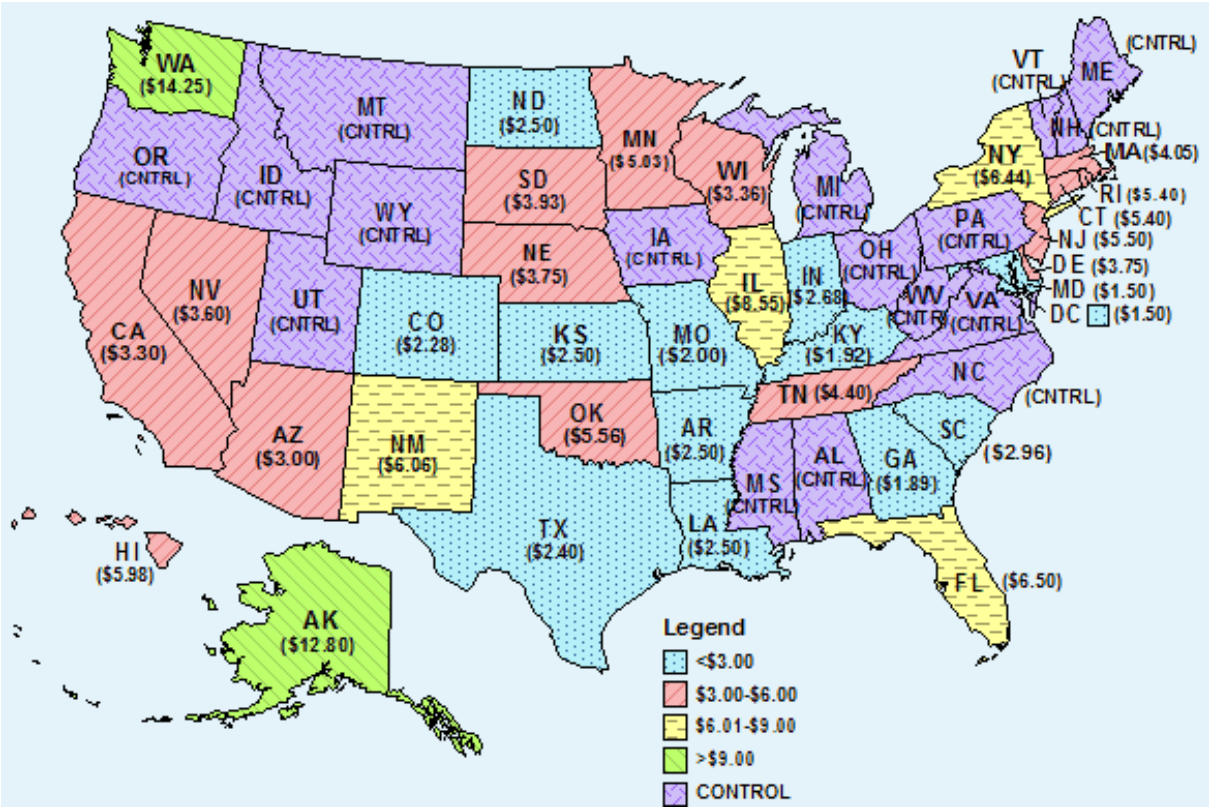 WA
($14.25)
MT
(CNTRL)
ND
($2.50)
MN
($5.03)
VT
(CNTRL)
ME
(CNTRL)
OR
(CNTRL)
ID
(CNTRL)
SD
($3.93)
WI
($3.36)
NH
(CNTRL)
MA ($4.05)
NY
($6.44)
MI
(CNTRL)
WY
(CNTRL)
RI ($5.40)
CT ($5.40)
NJ ($5.50)
DE ($3.75)
MD ($1.50)
DC ($1.50)
PA
(CNTRL)
IA
(CNTRL)
NE
($3.75)
OH
(CNTRL)
IL
($8.55)
IN
($2.68)
NV
($3.60)
UT
(CNTRL)
WV
(CNTRL)
VA
(CNTRL)
CA
($3.30)
CO
($2.28)
KS
($2.50)
MO
($2.00)
KY
($1.92)
NC
(CNTRL)
TN ($4.40)
AZ
($3.00)
NM
($6.06)
OK
($5.56)
AR
($2.50)
SC
($2.96)
GA
($1.89)
AL
(CNTRL)
MS
(CNTRL)
TX
($2.40)
LA
($2.50)
HI
($5.98)
FL ($6.50)
AK
($12.80)
Legend
<$3.00
$3.00-$6.00
$6.01-$9.00
>$9.00
CONTROL